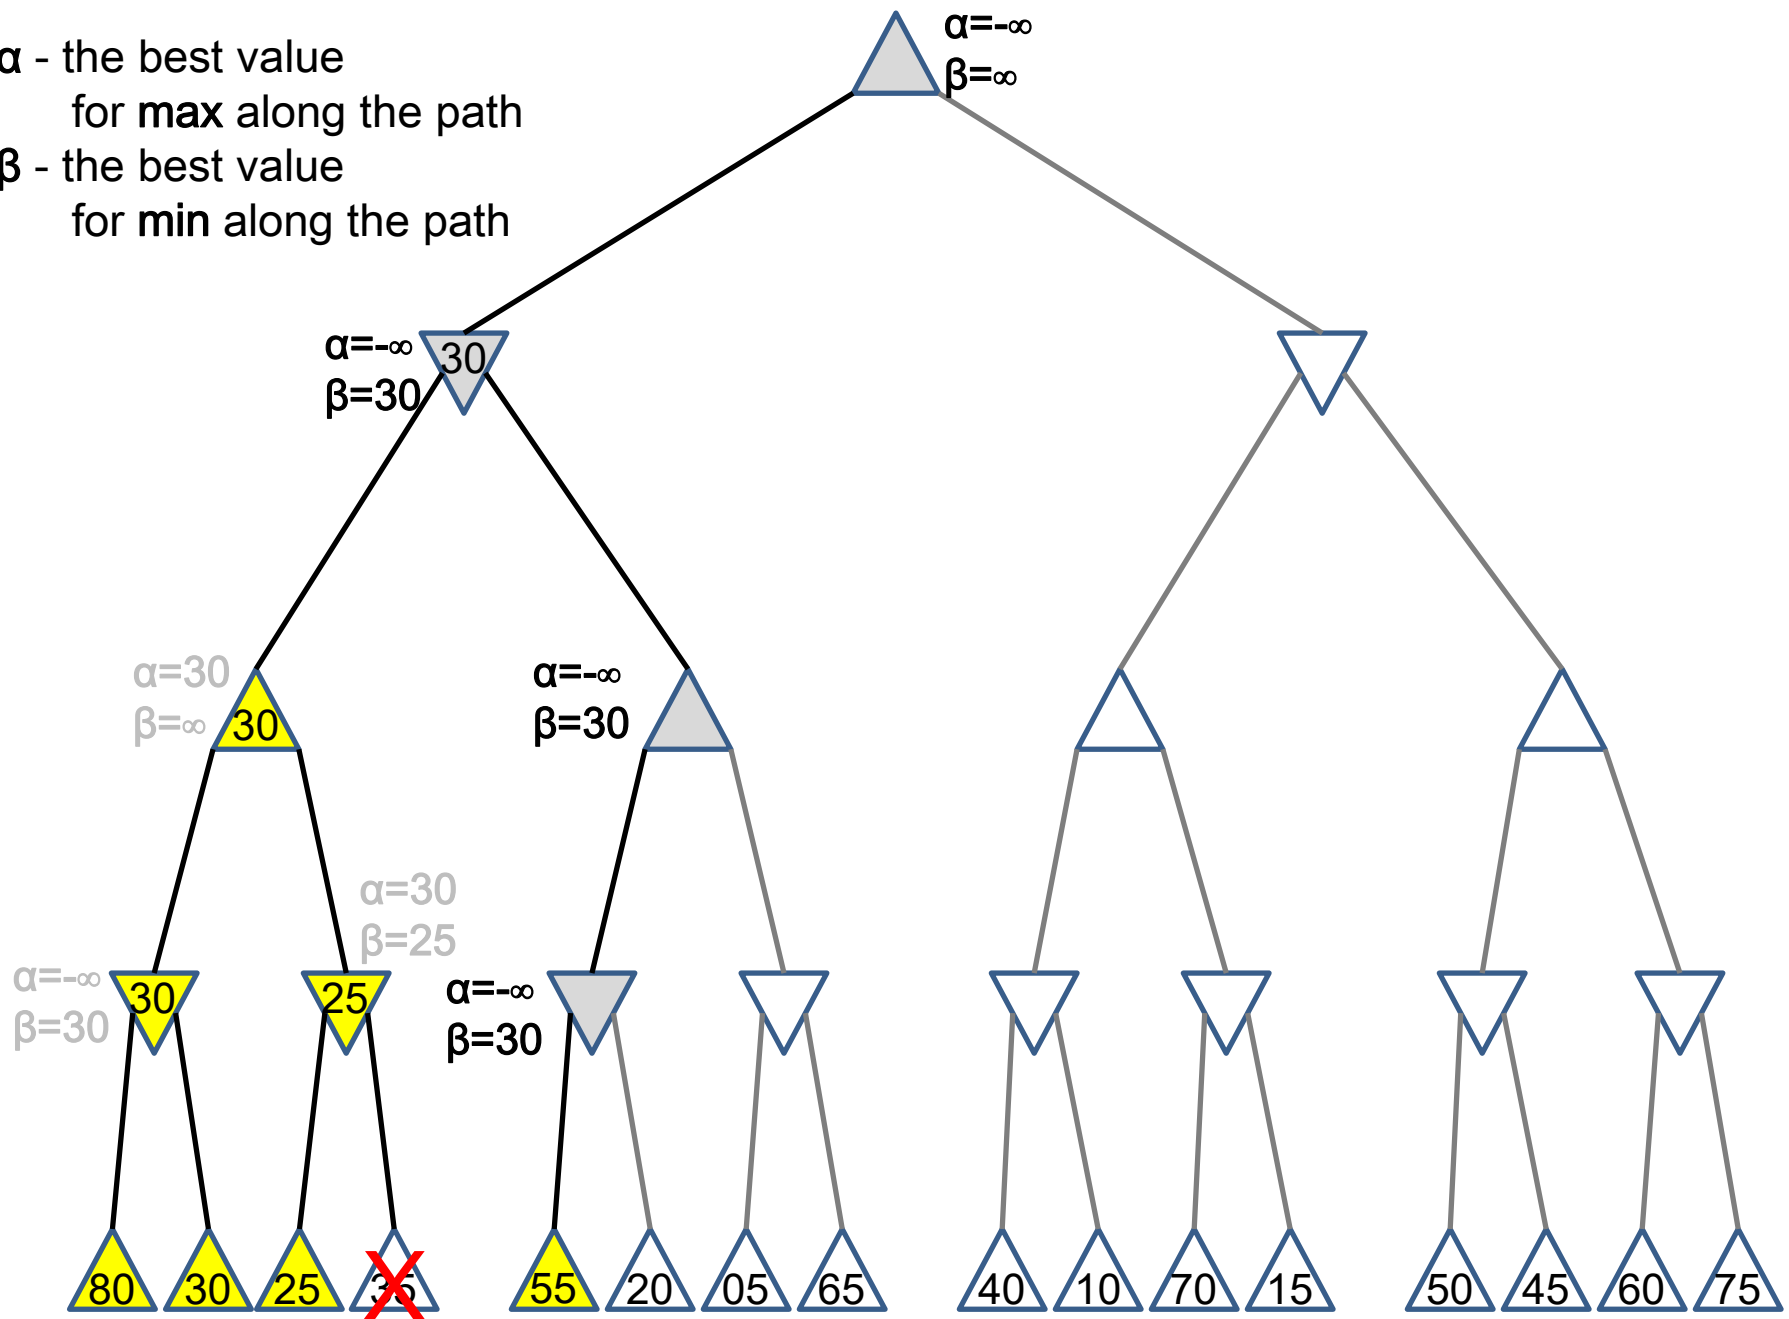 α - the best value
for max along the path
β - the best value
for min along the path
α=-∞
β=∞
α=-∞
β=30
30
α=30
β=∞
30
α=-∞
β=30
α=30
β=25
α=-∞
β=30
30
25
α=-∞
β=30
80 30 25 35 55 20 05 65 40 10 70 15 50 45 60 75